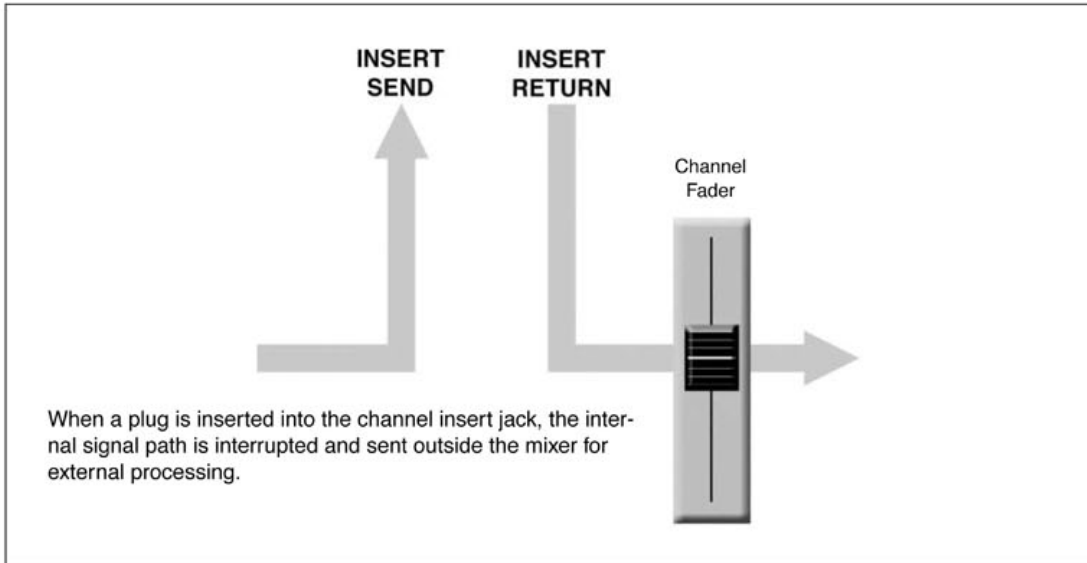 INSERT
SEND
INSERT
RETURN
Channel
Fader
When a plug is inserted into the channel insert jack, the inter-
nal signal path is interrupted and sent outside the mixer for
external processing.